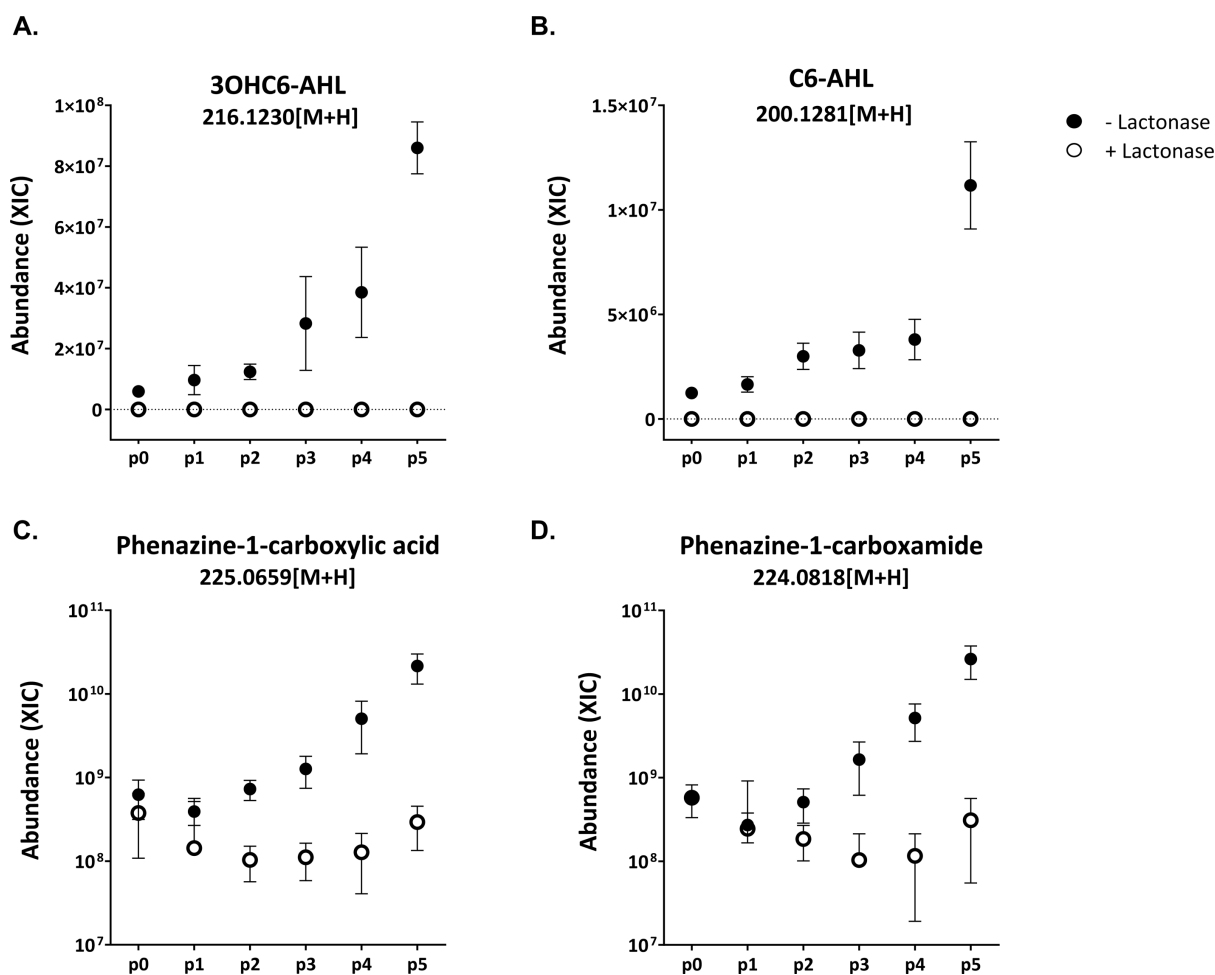 A.
3OHC6-AHL
216.1230[M+H]
Abundance (XIC)
1×10⁸
8×10⁷
6×10⁷
4×10⁷
2×10⁷
0
p0 p1 p2 p3 p4 p5
B.
C6-AHL
200.1281[M+H]
Abundance (XIC)
1.5×10⁷
1×10⁷
5×10⁶
0
p0 p1 p2 p3 p4 p5
- Lactonase
+ Lactonase
C.
Phenazine-1-carboxylic acid
225.0659[M+H]
Abundance (XIC)
10¹¹
10¹⁰
10⁹
10⁸
10⁷
p0 p1 p2 p3 p4 p5
D.
Phenazine-1-carboxamide
224.0818[M+H]
Abundance (XIC)
10¹¹
10¹⁰
10⁹
10⁸
10⁷
p0 p1 p2 p3 p4 p5